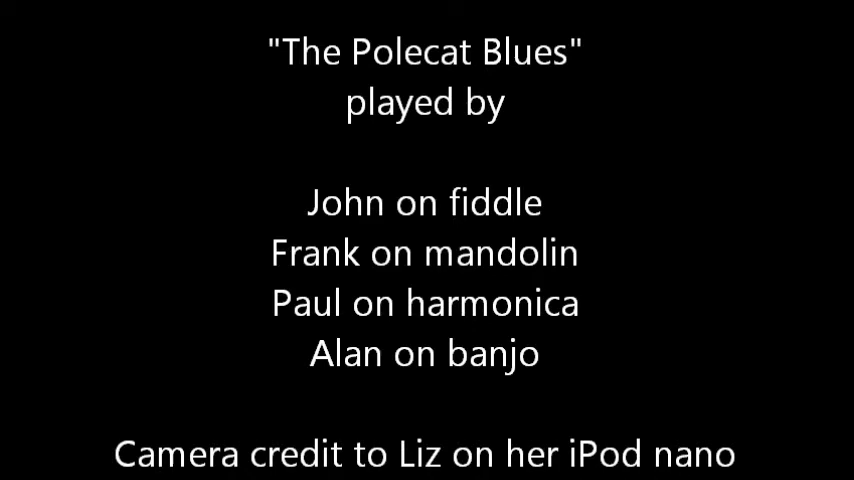 "The Polecat Blues"
played by
John on fiddle
Frank on mandolin
Paul on harmonica
Alan on banjo
Camera credit to Liz on her iPod nano